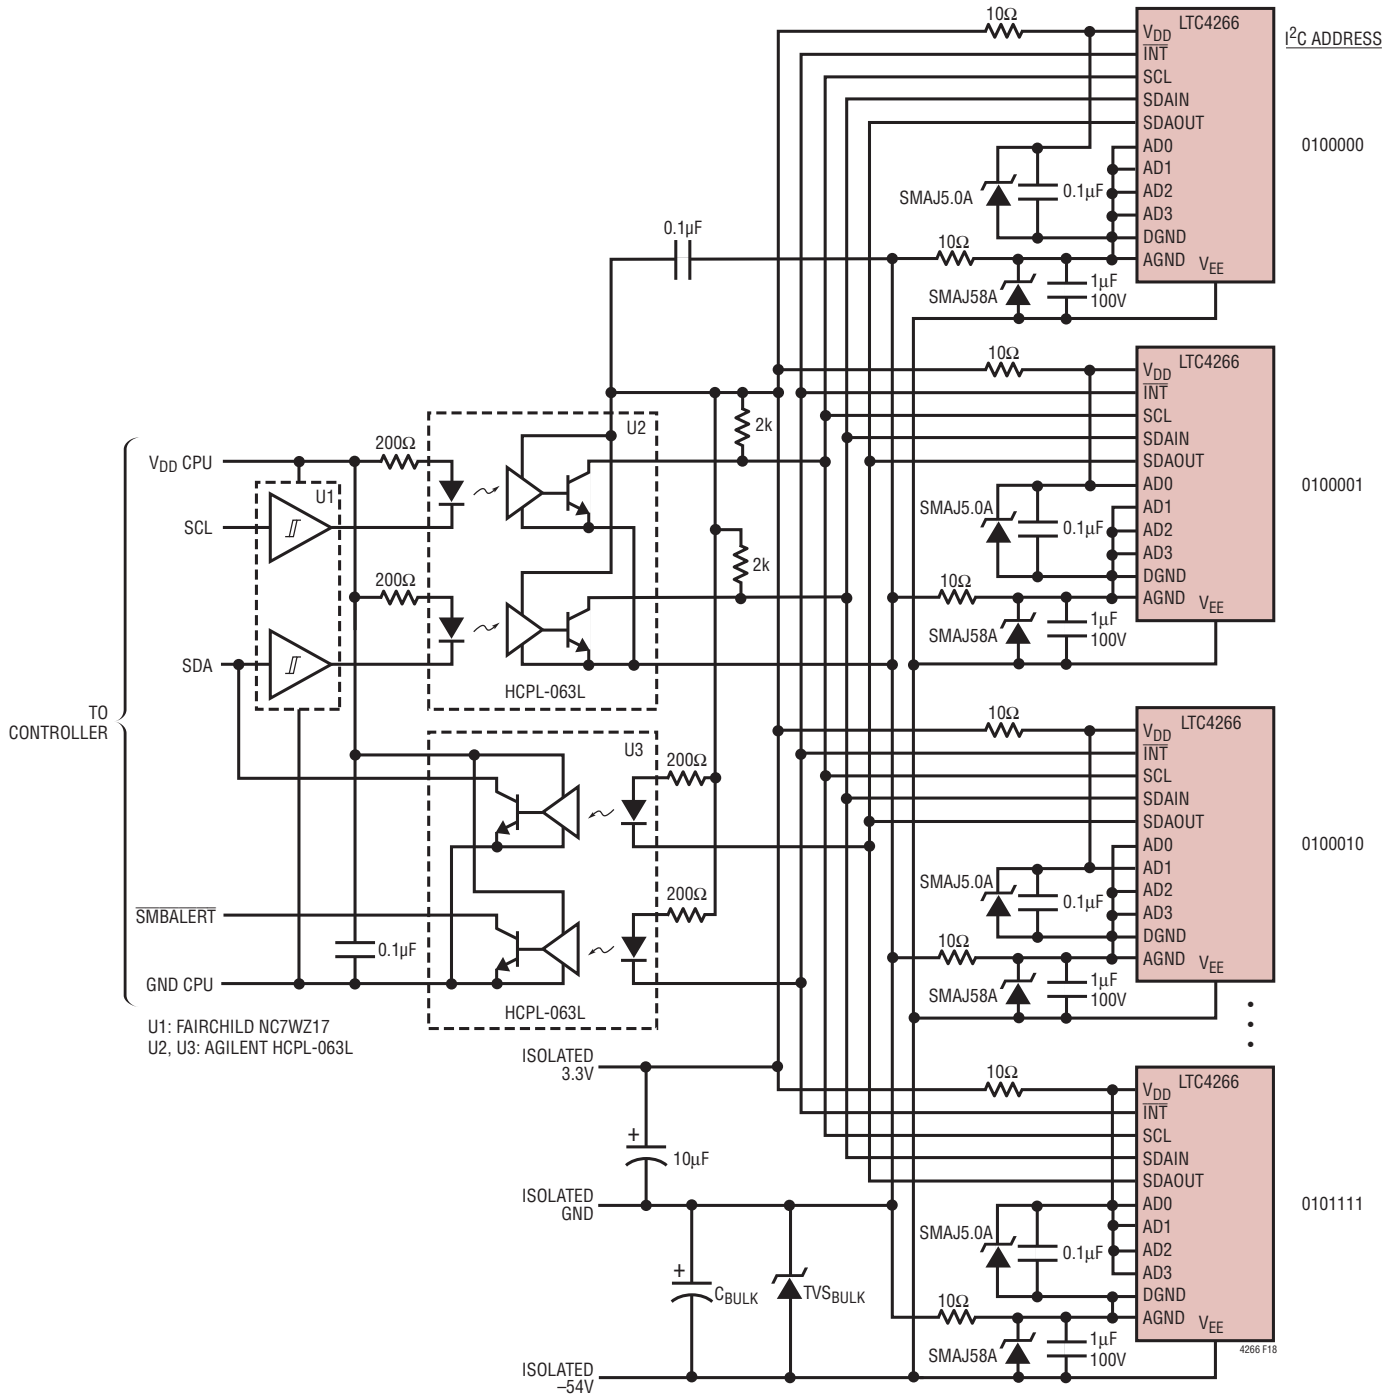 10Ω
LTC4266
I²C ADDRESS
VDD
INT
SCL
SDAIN
SDAOUT
AD0
0100000
AD1
SMAJ5.0A
0.1µF
AD2
AD3
DGND
0.1µF
10Ω
AGND
VEE
SMAJ58A
1µF
100V
10Ω
LTC4266
VDD
INT
SCL
SDAIN
SDAOUT
AD0
0100001
AD1
SMAJ5.0A
0.1µF
AD2
AD3
DGND
10Ω
AGND
VEE
SMAJ58A
1µF
100V
U2
2k
200Ω
VDD CPU
U1
SCL
2k
200Ω
SDA
HCPL-063L
TO
CONTROLLER
10Ω
LTC4266
VDD
INT
SCL
SDAIN
SDAOUT
AD0
0100010
AD1
SMAJ5.0A
0.1µF
AD2
AD3
DGND
10Ω
AGND
VEE
SMAJ58A
1µF
100V
U3
200Ω
200Ω
SMBALERT
0.1µF
GND CPU
HCPL-063L
U1: FAIRCHILD NC7WZ17
U2, U3: AGILENT HCPL-063L
ISOLATED
3.3V
+
10µF
ISOLATED
GND
+
CBULK
TVSBULK
ISOLATED
–54V
10Ω
LTC4266
VDD
INT
SCL
SDAIN
SDAOUT
AD0
0101111
AD1
SMAJ5.0A
0.1µF
AD2
AD3
DGND
10Ω
AGND
VEE
SMAJ58A
1µF
100V
4266 F18